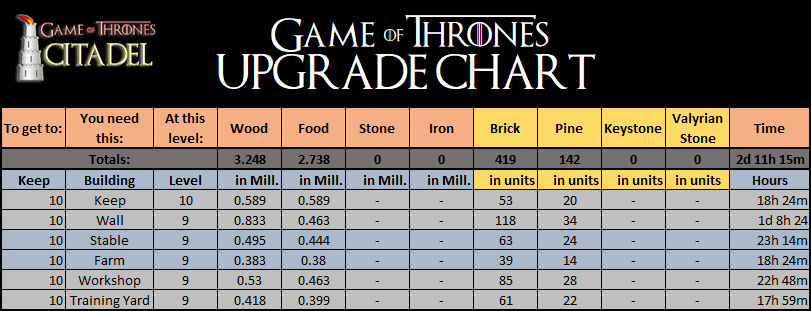 GAME OF THRONES
CITADEL
GAME OF THRONES
UPGRADE CHART
To get to: You need this: At this level: Wood Food Stone Iron Brick Pine Keystone Valyrian Stone Time
Totals: 3.248 2.738 0 0 419 142 0 0 2d 11h 15m
Keep Building Level in Mill. in Mill. in Mill. in Mill. in units in units in units in units Hours
10 Keep 10 0.589 0.589 - - 53 20 - - 18h 24m
10 Wall 9 0.833 0.463 - - 118 34 - - 1d 8h 24
10 Stable 9 0.495 0.444 - - 63 24 - - 23h 14m
10 Farm 9 0.383 0.38 - - 39 14 - - 18h 24m
10 Workshop 9 0.53 0.463 - - 85 28 - - 22h 48m
10 Training Yard 9 0.418 0.399 - - 61 22 - - 17h 59m